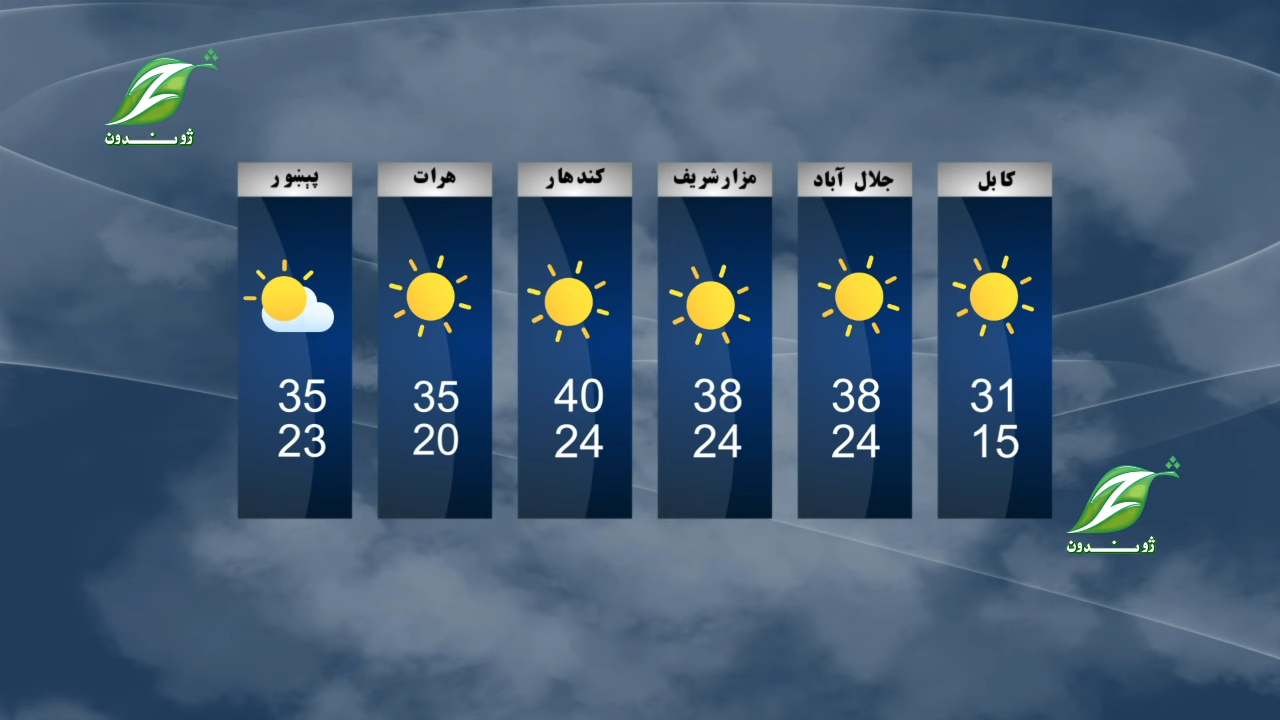 ژوندون
کابل
جلال آباد
مزارشریف
کندهار
هرات
پېښور
31
15
38
24
38
24
40
24
35
20
35
23
ژوندون